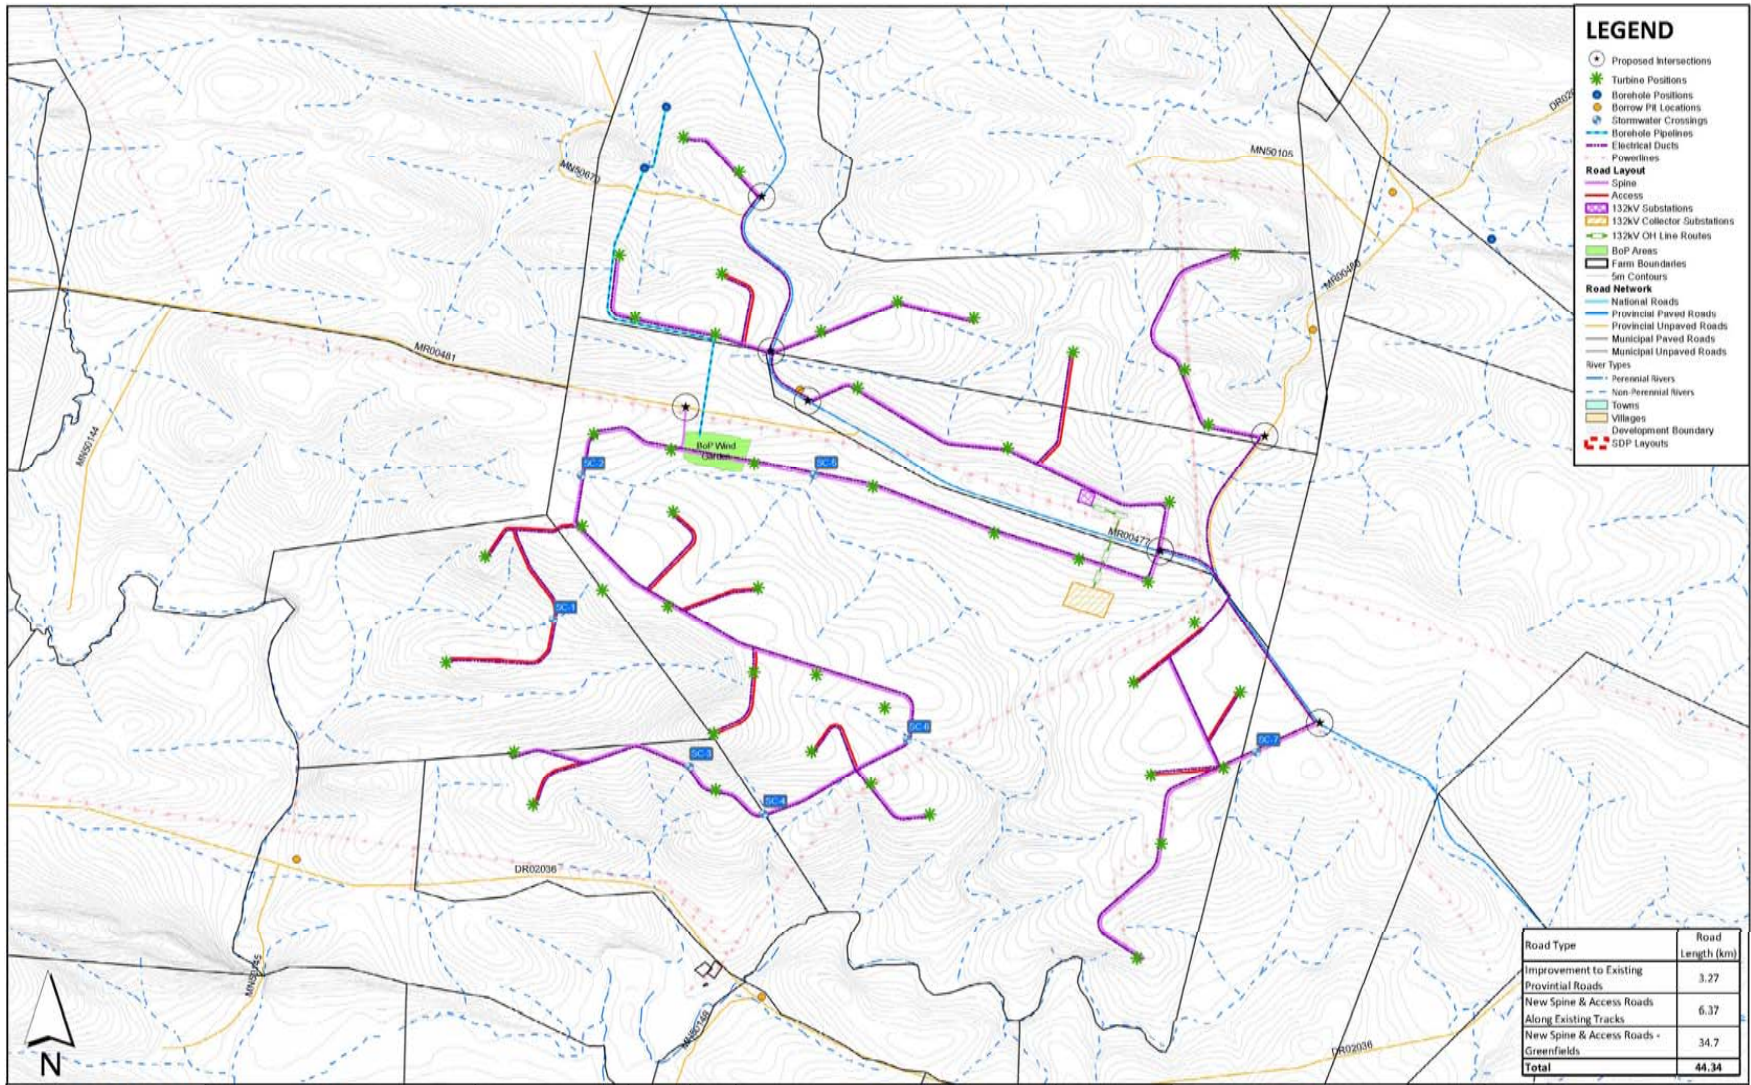 LEGEND
Proposed Intersections
Turbine Positions
Borehole Positions
Borrow Pit Locations
Stormwater Crossings
Borehole Pipelines
Electrical Ducts
Powerlines
Road Layout
Spine
Access
132kV Substations
132kV Collector Substations
132kV OH Line Routes
BoP Areas
Farm Boundaries
5m Contours
Road Network
National Roads
Provincial Paved Roads
Provincial Unpaved Roads
Municipal Paved Roads
Municipal Unpaved Roads
River Types
Perennial Rivers
Non-Perennial Rivers
Towns
Villages
Development Boundary
SDP Layouts
MN50105
MN50670
MR00480
MR00481
MN50144
BoP Wind
Garden
SC-2
SC-5
MR00477
SC-1
SC-6
SC-7
SC-3
SC-4
DR02036
DR02036
N
Road Type
Road
Length (km)
Improvement to Existing
Provintial Roads
3.27
New Spine & Access Roads
Along Existing Tracks
6.37
New Spine & Access Roads -
Greenfields
34.7
Total
44.34